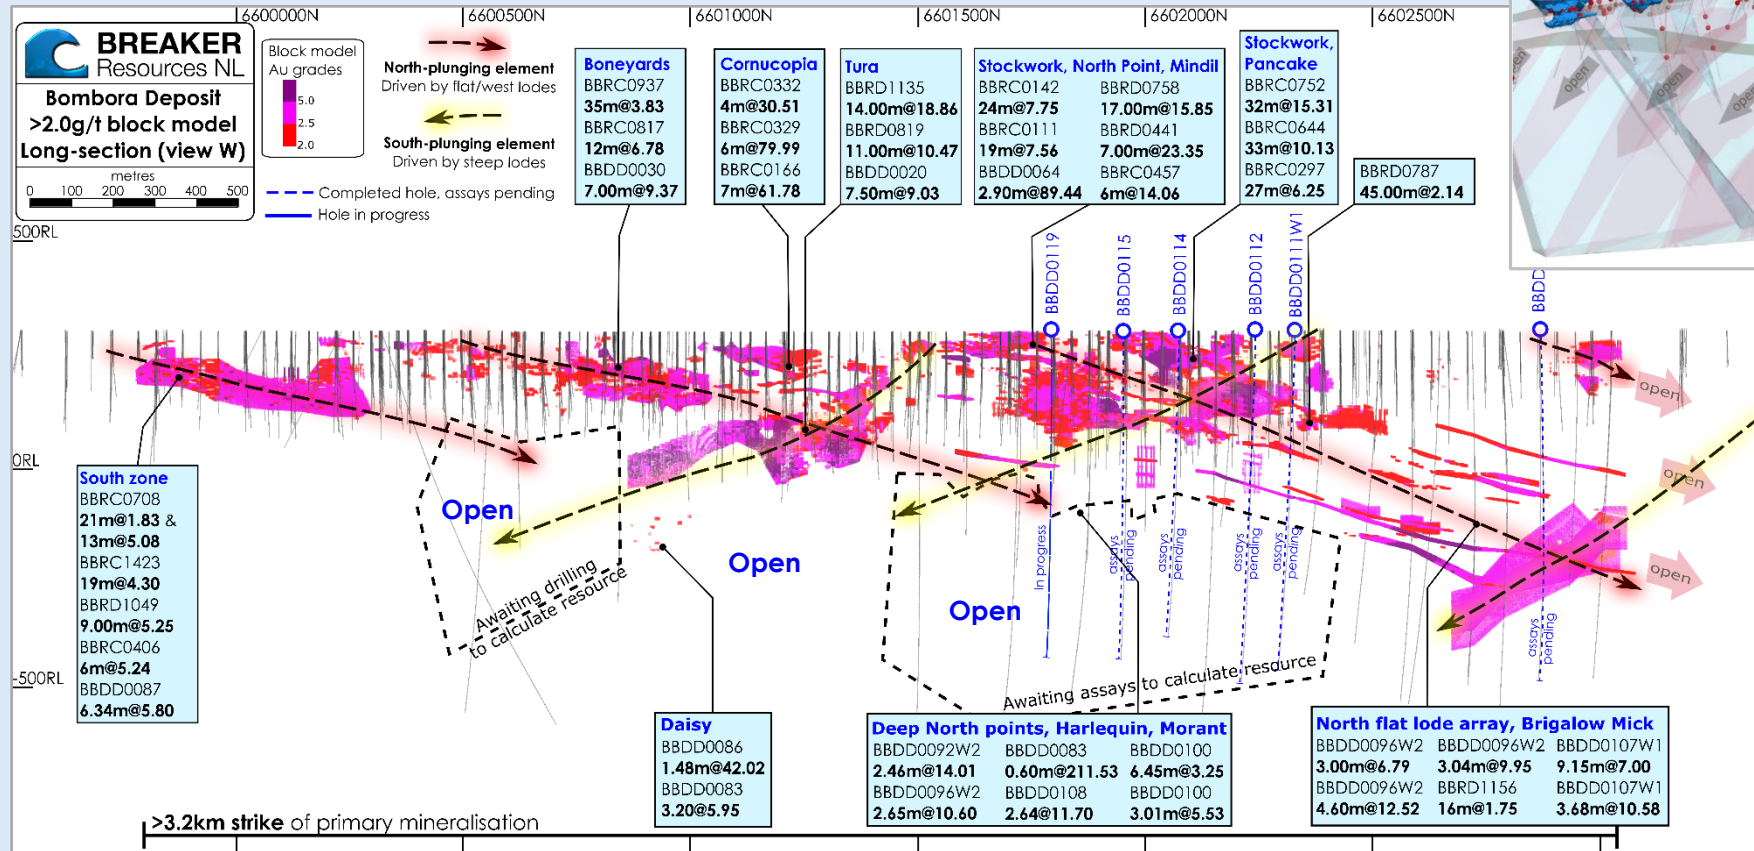 6600000N
6600500N
6601000N
6601500N
6602000N
6602500N
BREAKER
Resources NL
Bombora Deposit
>2.0g/t block model
Long-section (view W)
metres
0 100 200 300 400 500
Block model
Au grades
5.0
2.5
2.0
North-plunging element
Driven by flat/west lodes
South-plunging element
Driven by steep lodes
Completed hole, assays pending
Hole in progress
Boneyards
BBRC0937
35m@3.83
BBRC0817
12m@6.78
BBDD0030
7.00m@9.37
Cornucopia
BBRC0332
4m@30.51
BBRC0329
6m@79.99
BBRC0166
7m@61.78
Tura
BBRD1135
14.00m@18.86
BBRD0819
11.00m@10.47
BBDD0020
7.50m@9.03
Stockwork, North Point, Mindil
BBRC0142 BBRD0758
24m@7.75 17.00m@15.85
BBRC0111 BBRD0441
19m@7.56 7.00m@23.35
BBDD0064 BBRC0457
2.90m@89.44 6m@14.06
Stockwork,
Pancake
BBRC0752
32m@15.31
BBRC0644
33m@10.13
BBRC0297
27m@6.25
BBRD0787
45.00m@2.14
open
open
open
500RL
0RL
-500RL
BBDD0119
BBDD0115
BBDD0114
BBDD0112
BBDD0111W1
BBDD
open
open
open
South zone
BBRC0708
21m@1.83 &
13m@5.08
BBRC1423
19m@4.30
BBRD1049
9.00m@5.25
BBRC0406
6m@5.24
BBDD0087
6.34m@5.80
Open
Open
Open
Awaiting drilling
to calculate resource
In progress
assays
pending
assays
pending
assays
pending
assays
pending
assays
pending
Awaiting assays to calculate resource
Daisy
BBDD0086
1.48m@42.02
BBDD0083
3.20@5.95
Deep North points, Harlequin, Morant
BBDD0092W2 BBDD0083 BBDD0100
2.46m@14.01 0.60m@211.53 6.45m@3.25
BBDD0096W2 BBDD0108 BBDD0100
2.65m@10.60 2.64@11.70 3.01m@5.53
North flat lode array, Brigalow Mick
BBDD0096W2 BBDD0096W2 BBDD0107W1
3.00m@6.79 3.04m@9.95 9.15m@7.00
BBDD0096W2 BBRD1156 BBDD0107W1
4.60m@12.52 16m@1.75 3.68m@10.58
>3.2km strike of primary mineralisation